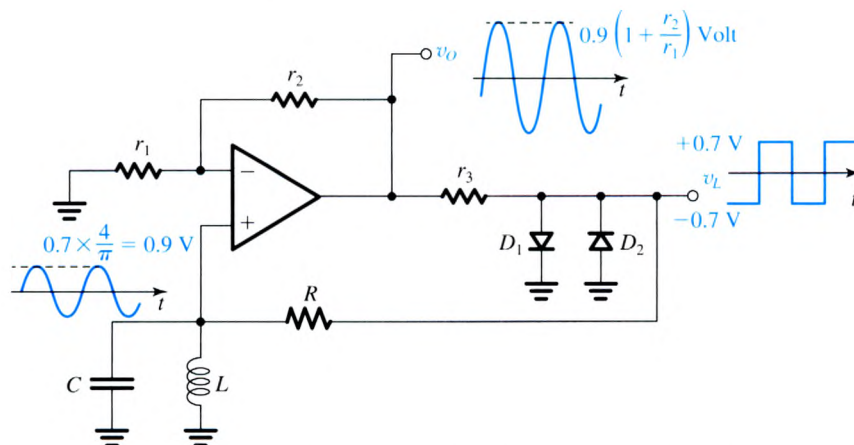 v_O
0.9 (1 + r_2/r_1) Volt
t
r_2
r_1
−
+
r_3
+0.7 V
v_L
−0.7 V
t
D_1
D_2
0.7 × 4/π = 0.9 V
t
R
C
L